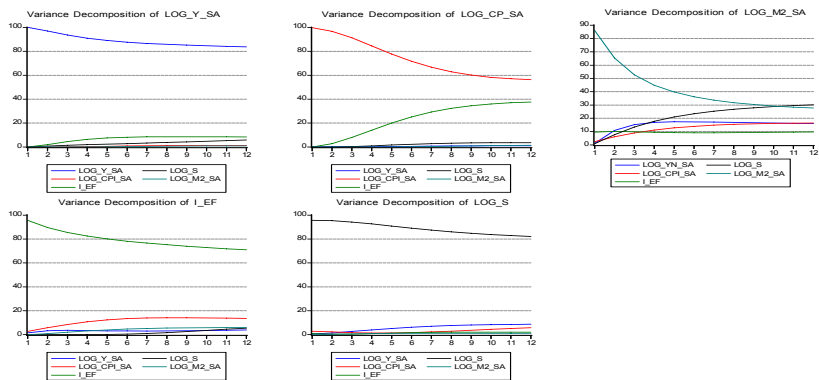 Variance Decomposition of LOG_Y_SA
100
80
60
40
20
0
1 2 3 4 5 6 7 8 9 10 11 12
LOG_Y_SA LOG_S
LOG_CPI_SA LOG_M2_SA
I_EF
Variance Decomposition of LOG_CP_SA
100
80
60
40
20
0
1 2 3 4 5 6 7 8 9 10 11 12
LOG_Y_SA LOG_S
LOG_CPI_SA LOG_M2_SA
I_EF
Variance Decomposition of LOG_M2_SA
90
80
70
60
50
40
30
20
10
0
1 2 3 4 5 6 7 8 9 10 11 12
LOG_YN_SA LOG_S
LOG_CPI_SA LOG_M2_SA
I_EF
Variance Decomposition of I_EF
100
80
60
40
20
0
1 2 3 4 5 6 7 8 9 10 11 12
LOG_Y_SA LOG_S
LOG_CPI_SA LOG_M2_SA
I_EF
Variance Decomposition of LOG_S
100
80
60
40
20
0
1 2 3 4 5 6 7 8 9 10 11 12
LOG_Y_SA LOG_S
LOG_CPI_SA LOG_M2_SA
I_EF